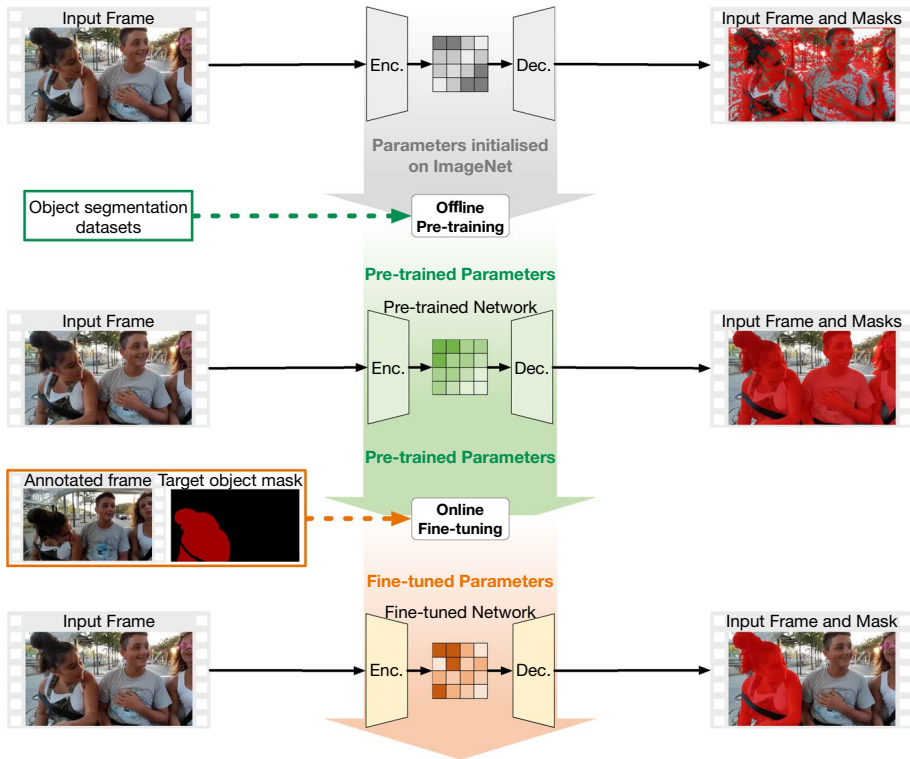 Input Frame
Enc.
Dec.
Input Frame and Masks
Parameters initialised
on ImageNet
Object segmentation
datasets
Offline
Pre-training
Pre-trained Parameters
Pre-trained Network
Input Frame
Enc.
Dec.
Input Frame and Masks
Pre-trained Parameters
Annotated frame
Target object mask
Online
Fine-tuning
Fine-tuned Parameters
Fine-tuned Network
Input Frame
Enc.
Dec.
Input Frame and Mask